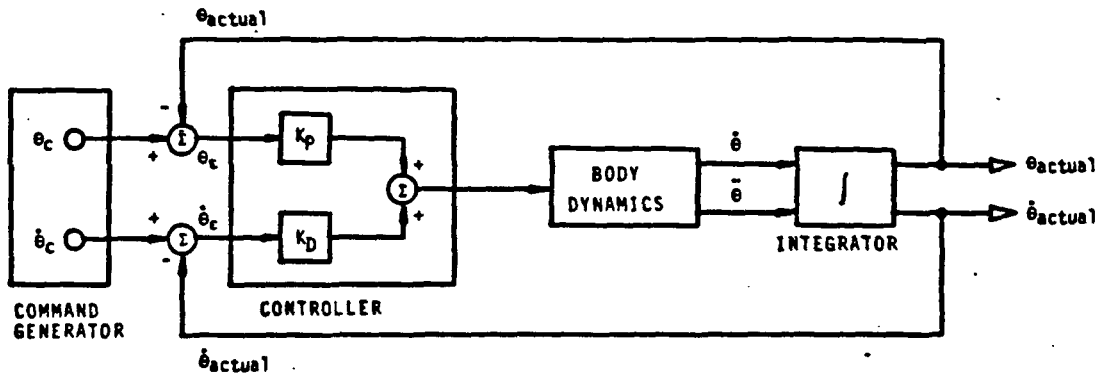 θactual
-
θc
+
Σ
θε
Kp
+
Σ
+
BODY
DYNAMICS
θ̇
θ̈
∫
INTEGRATOR
θactual
θ̇actual
θ̇c
+
Σ
-
θ̇ε
KD
COMMAND
GENERATOR
CONTROLLER
θ̇actual